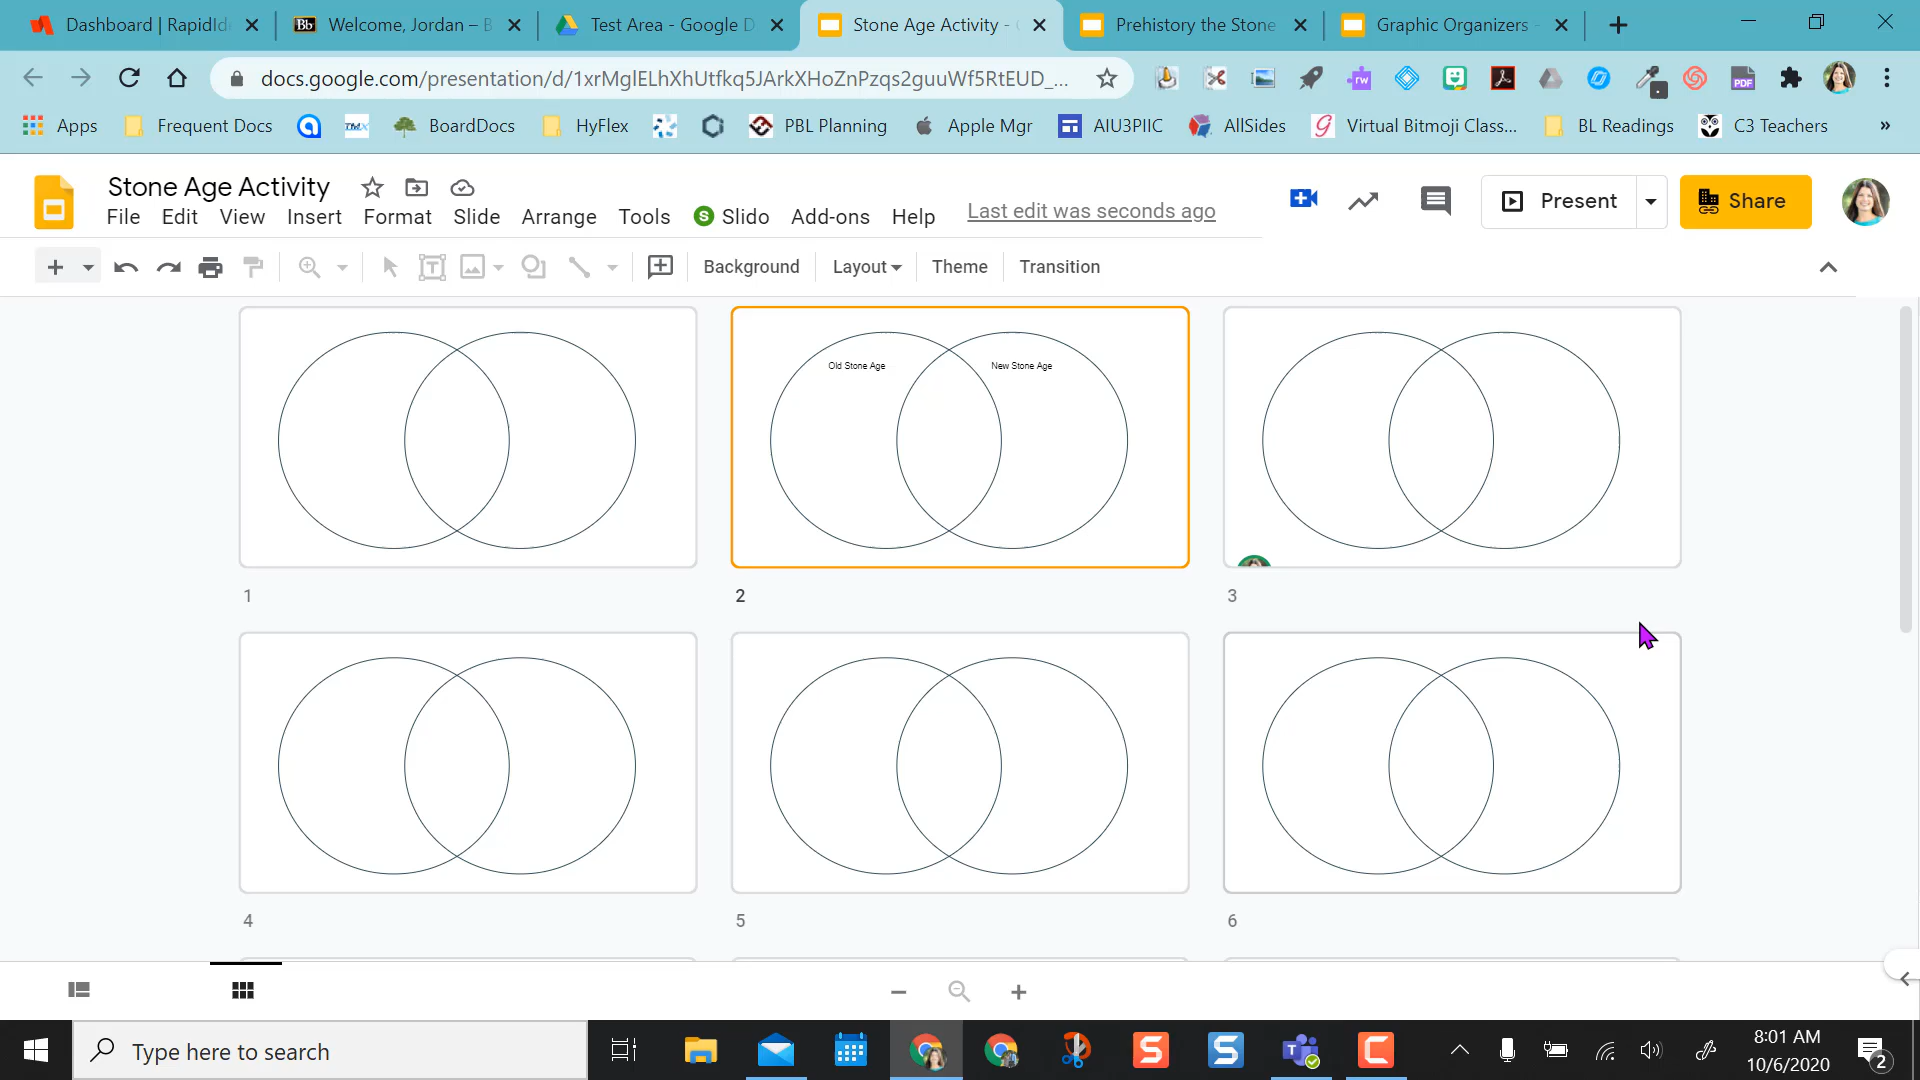 Dashboard | RapidIde
Welcome, Jordan – B
Test Area - Google D
Stone Age Activity - G
Prehistory the Stone
Graphic Organizers -
docs.google.com/presentation/d/1xrMglELhXhUtfkq5JArkXHoZnPzqs2guuWf5RtEUD_...
Apps
Frequent Docs
BoardDocs
HyFlex
PBL Planning
Apple Mgr
AIU3PIIC
AllSides
Virtual Bitmoji Class...
BL Readings
C3 Teachers
»
Stone Age Activity
File Edit View Insert Format Slide Arrange Tools Slido Add-ons Help
Last edit was seconds ago
Present
Share
Background
Layout
Theme
Transition
Old Stone Age
New Stone Age
1
2
3
4
5
6
Type here to search
8:01 AM
10/6/2020
2